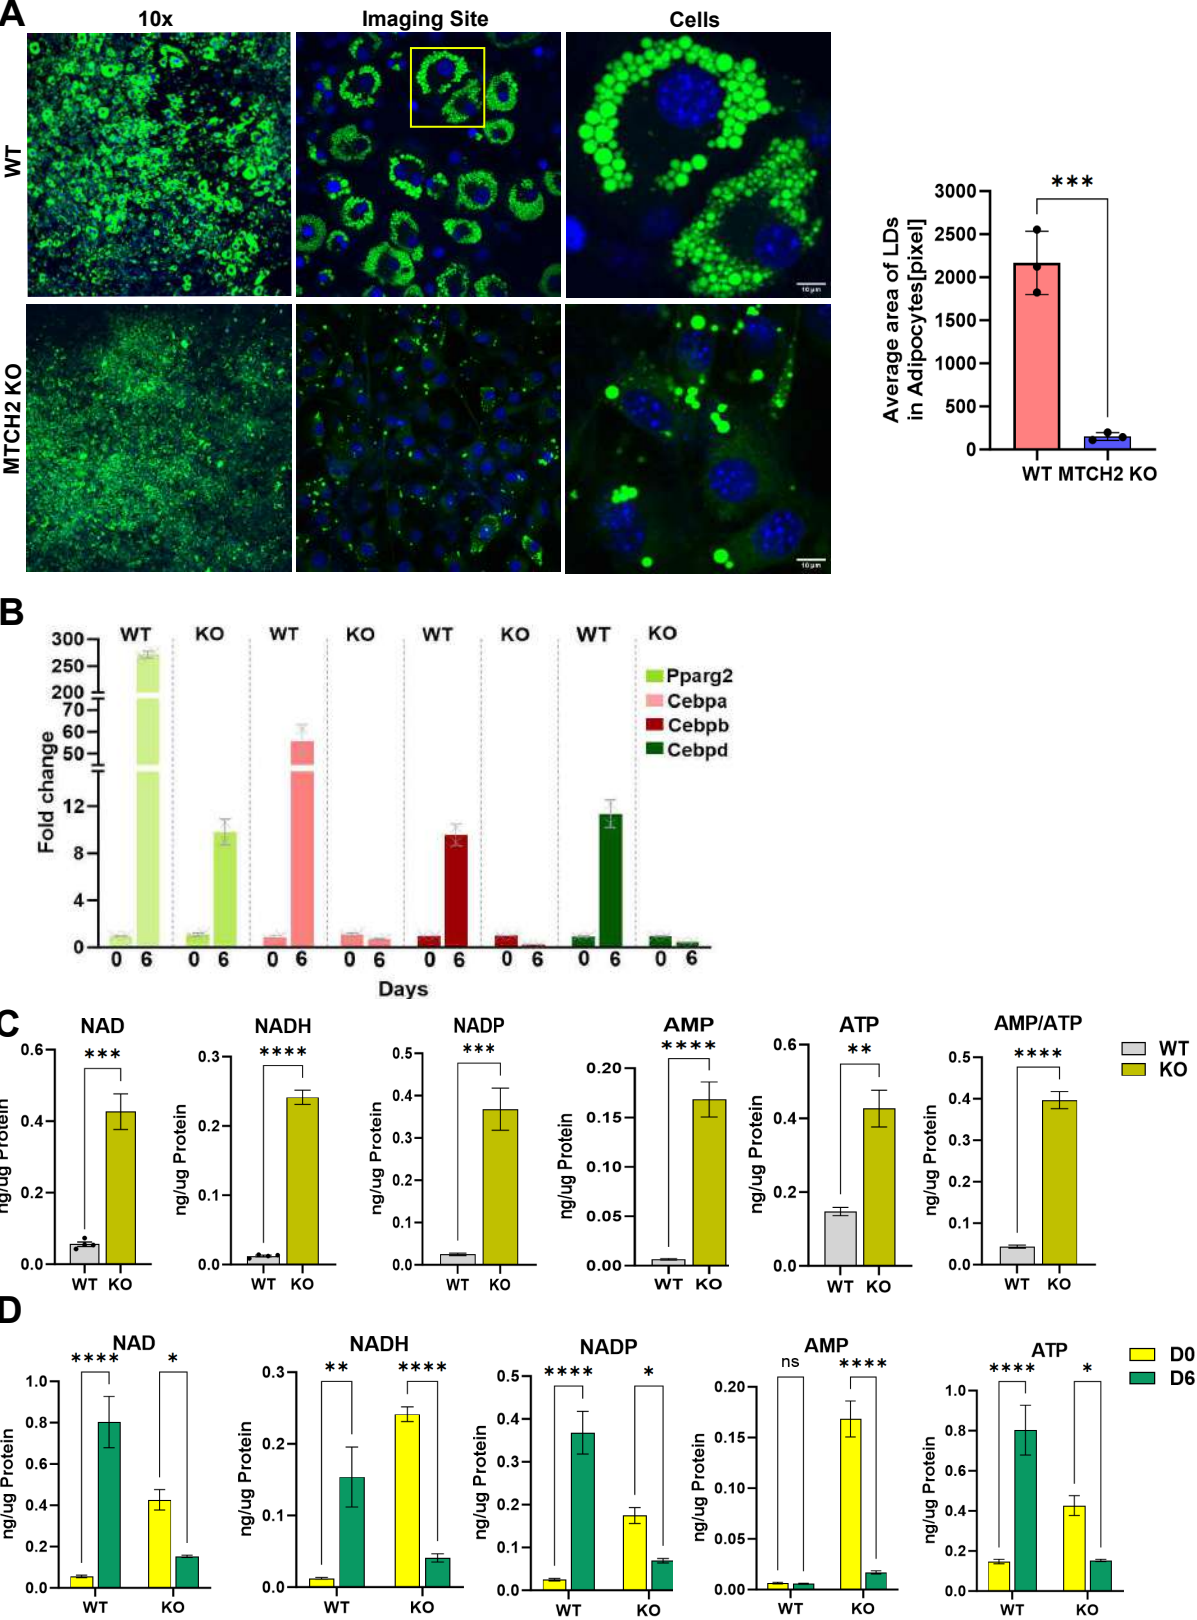 A
10x
Imaging Site
Cells
WT
MTCH2 KO
10 µm
10 µm
Average area of LDs
in Adipocytes[pixel]
3000
2500
2000
1500
1000
500
0
***
WT MTCH2 KO
B
Fold change
300
250
200
70
60
50
12
8
4
0
WT KO WT KO WT KO WT KO
Pparg2
Cebpa
Cebpb
Cebpd
0 6 0 6 0 6 0 6 0 6 0 6 0 6 0 6
Days
C
NAD
***
ng/ug Protein
0.6
0.4
0.2
0.0
WT KO
NADH
****
ng/ug Protein
0.3
0.2
0.1
0.0
WT KO
NADP
***
ng/ug Protein
0.5
0.4
0.3
0.2
0.1
0.0
WT KO
AMP
****
ng/ug Protein
0.20
0.15
0.10
0.05
0.00
WT KO
ATP
**
ng/ug Protein
0.6
0.4
0.2
0.0
WT KO
AMP/ATP
****
ng/ug Protein
0.5
0.4
0.3
0.2
0.1
0.0
WT KO
WT
KO
D
NAD
**** *
ng/ug Protein
1.0
0.8
0.6
0.4
0.2
0.0
WT KO
NADH
** ****
ng/ug Protein
0.3
0.2
0.1
0.0
WT KO
NADP
**** *
ng/ug Protein
0.5
0.4
0.3
0.2
0.1
0.0
WT KO
AMP
ns ****
ng/ug Protein
0.20
0.15
0.10
0.05
0.00
WT KO
ATP
**** *
ng/ug Protein
1.0
0.8
0.6
0.4
0.2
0.0
WT KO
D0
D6